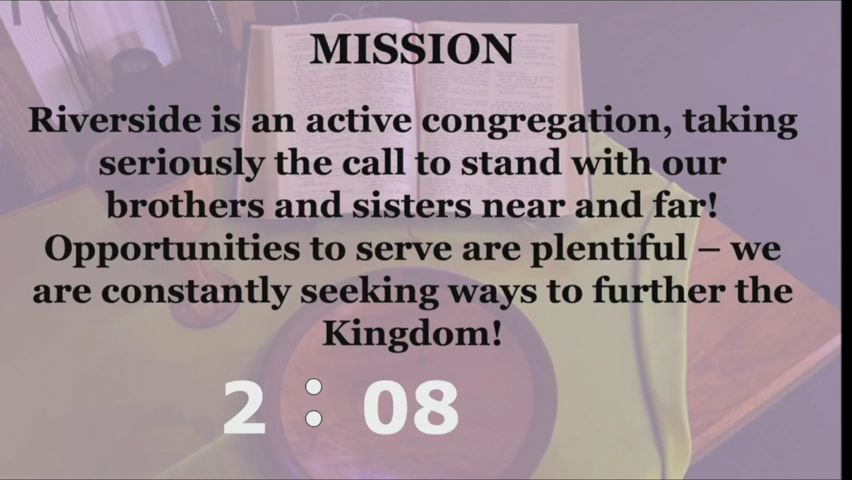 MISSION
Riverside is an active congregation, taking
seriously the call to stand with our
brothers and sisters near and far!
Opportunities to serve are plentiful – we
are constantly seeking ways to further the
Kingdom!
2 : 08